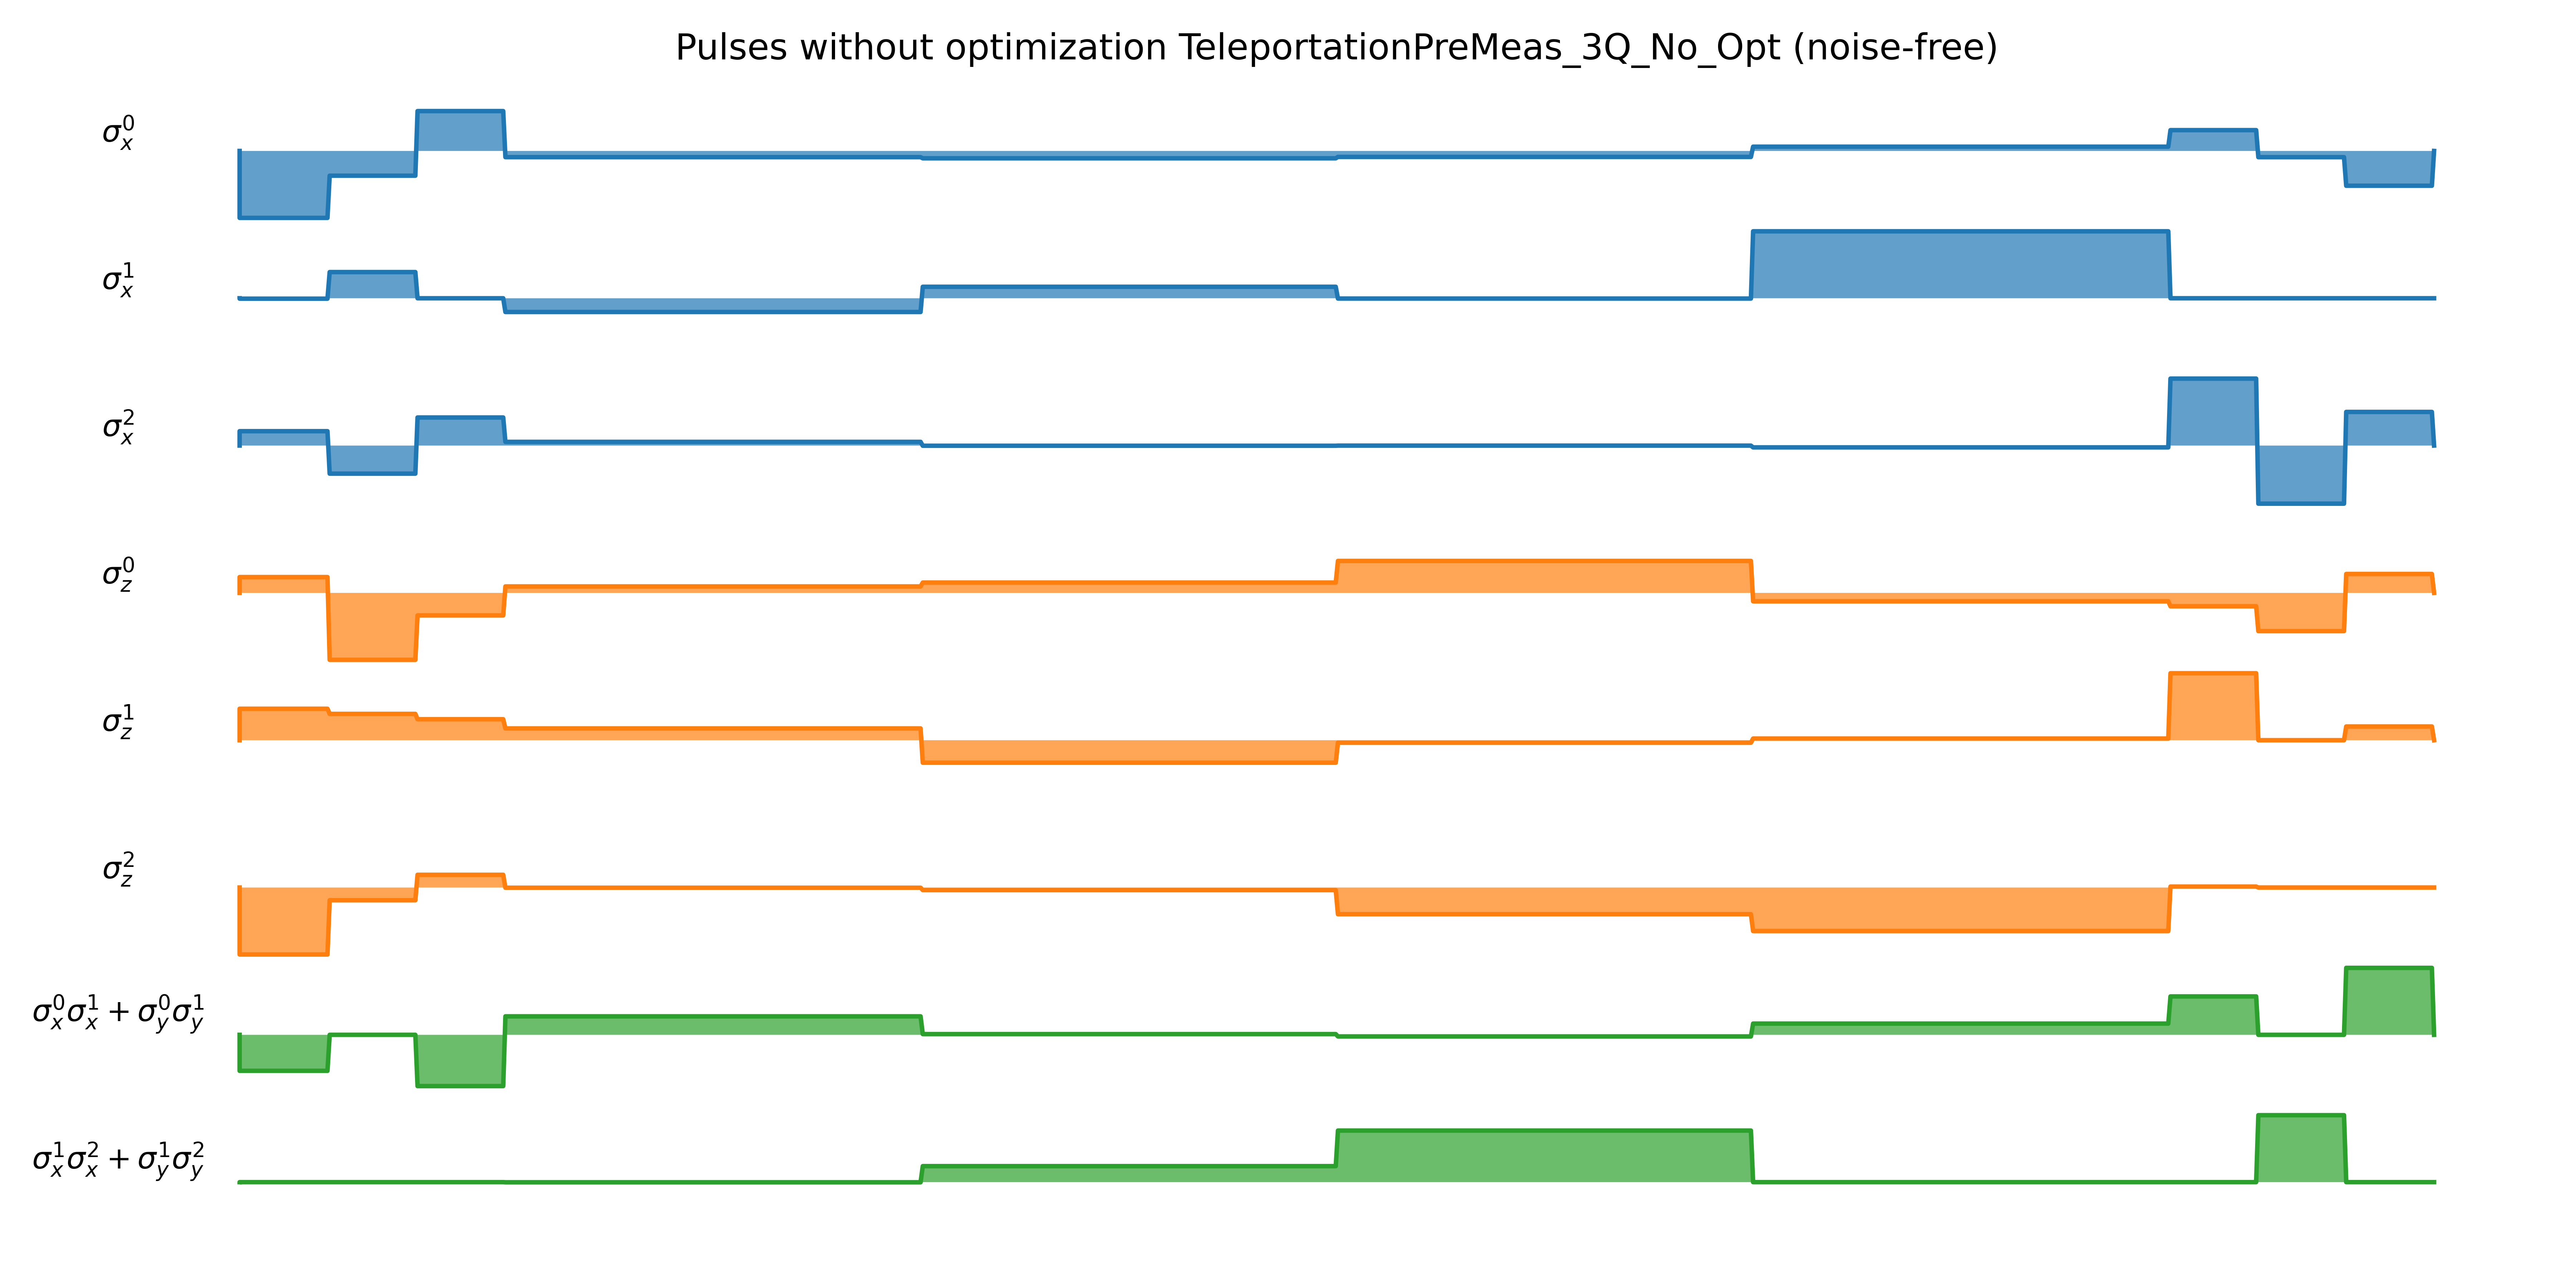 Pulses without optimization TeleportationPreMeas_3Q_No_Opt (noise-free)
σ_x^0
σ_x^1
σ_x^2
σ_z^0
σ_z^1
σ_z^2
σ_x^0σ_x^1 + σ_y^0σ_y^1
σ_x^1σ_x^2 + σ_y^1σ_y^2